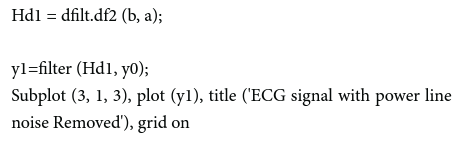 Hd1 = dfilt.df2 (b, a);
y1=filter (Hd1, y0);
Subplot (3, 1, 3), plot (y1), title ('ECG signal with power line
noise Removed'), grid on